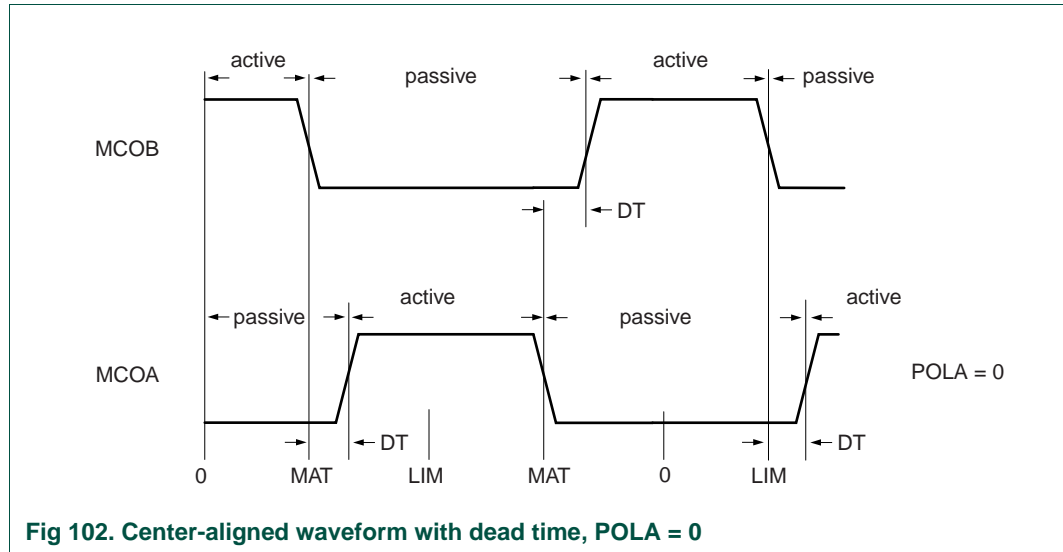 active
passive
active
passive
MCOB
DT
active
active
passive
passive
MCOA
POLA = 0
DT
DT
0
MAT
LIM
MAT
0
LIM
Fig 102. Center-aligned waveform with dead time, POLA = 0